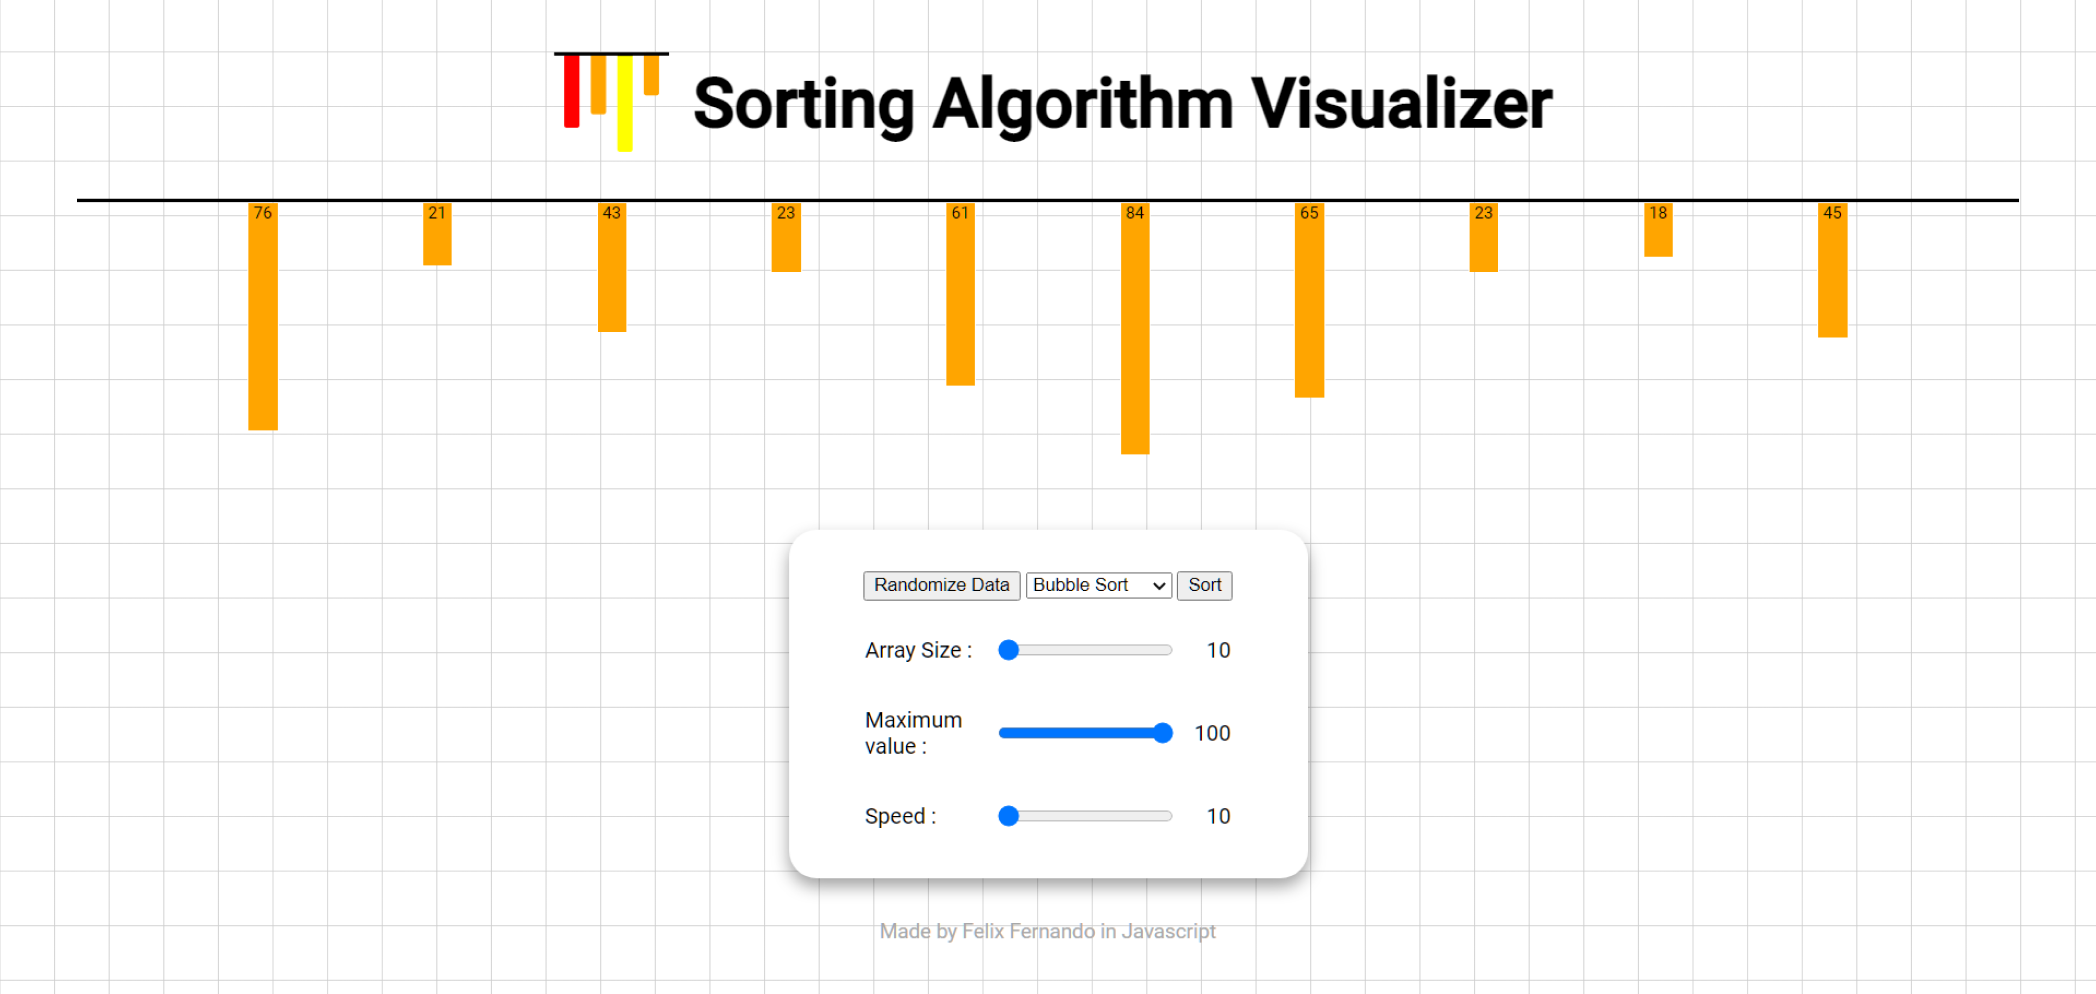 Sorting Algorithm Visualizer
76 21 43 23 61 84 65 23 18 45
Randomize Data Bubble Sort Sort
Array Size : 10
Maximum
value : 100
Speed : 10
Made by Felix Fernando in Javascript